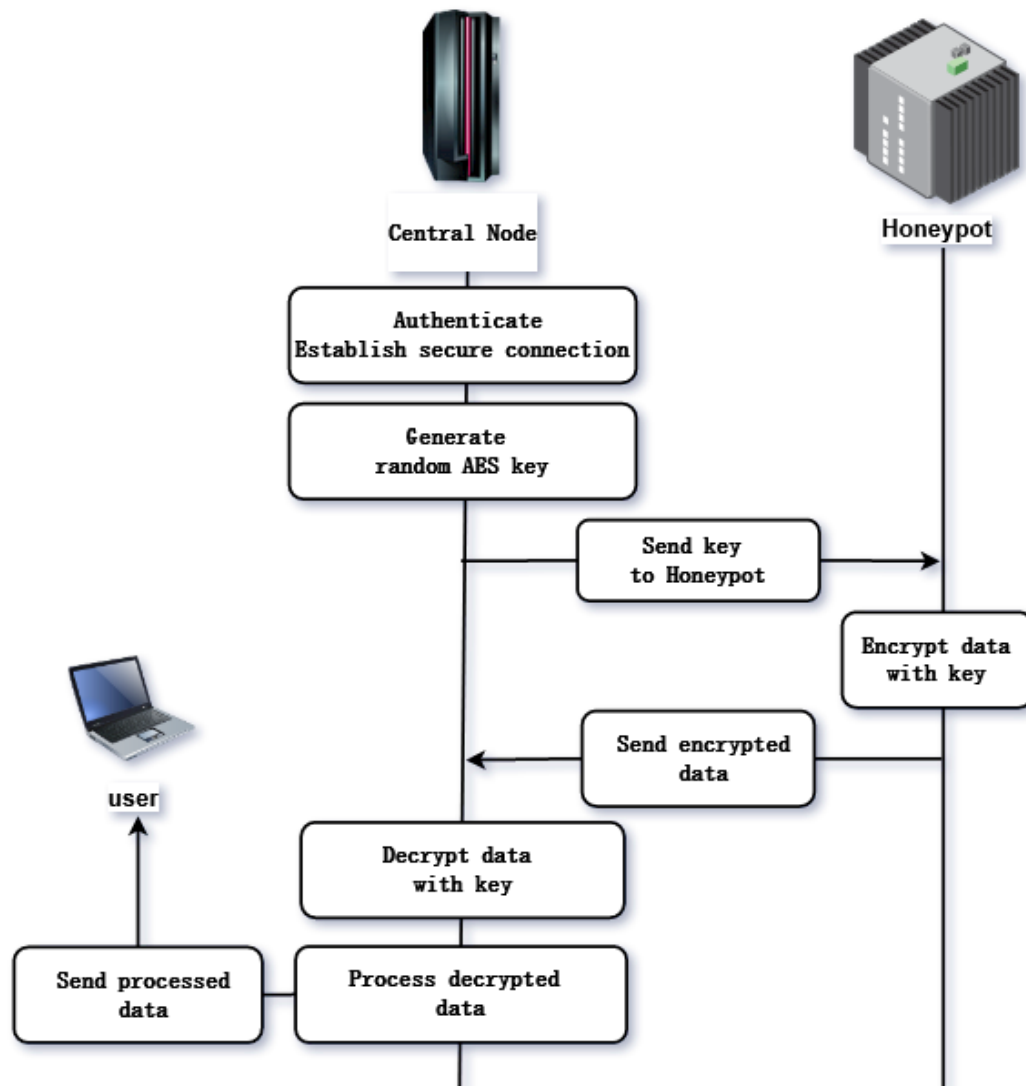 Central Node
Honeypot
Authenticate
Establish secure connection
Generate
random AES key
Send key
to Honeypot
Encrypt data
with key
Send encrypted
data
user
Decrypt data
with key
Send processed
data
Process decrypted
data